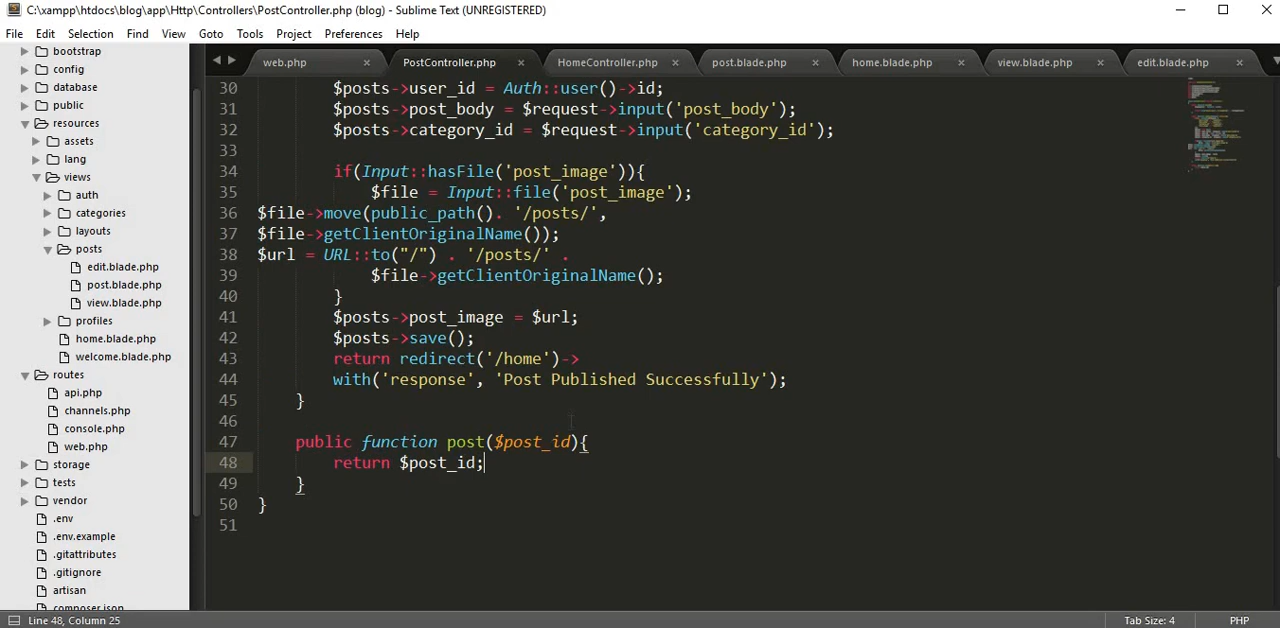 C:\xampp\htdocs\blog\app\Http\Controllers\PostController.php (blog) - Sublime Text (UNREGISTERED)
File Edit Selection Find View Goto Tools Project Preferences Help
bootstrap
config
database
public
resources
assets
lang
views
auth
categories
layouts
posts
edit.blade.php
post.blade.php
view.blade.php
profiles
home.blade.php
welcome.blade.php
routes
api.php
channels.php
console.php
web.php
storage
tests
vendor
.env
.env.example
.gitattributes
.gitignore
artisan
composer.json
web.php PostController.php HomeController.php post.blade.php home.blade.php view.blade.php edit.blade.php
30 $posts->user_id = Auth::user()->id;
31 $posts->post_body = $request->input('post_body');
32 $posts->category_id = $request->input('category_id');
33
34 if(Input::hasFile('post_image')){
35 $file = Input::file('post_image');
36 $file->move(public_path(). '/posts/',
37 $file->getClientOriginalName());
38 $url = URL::to("/") . '/posts/' .
39 $file->getClientOriginalName();
40 }
41 $posts->post_image = $url;
42 $posts->save();
43 return redirect('/home')->
44 with('response', 'Post Published Successfully');
45 }
46
47 public function post($post_id){
48 return $post_id;
49 }
50 }
51
Line 48, Column 25 Tab Size: 4 PHP